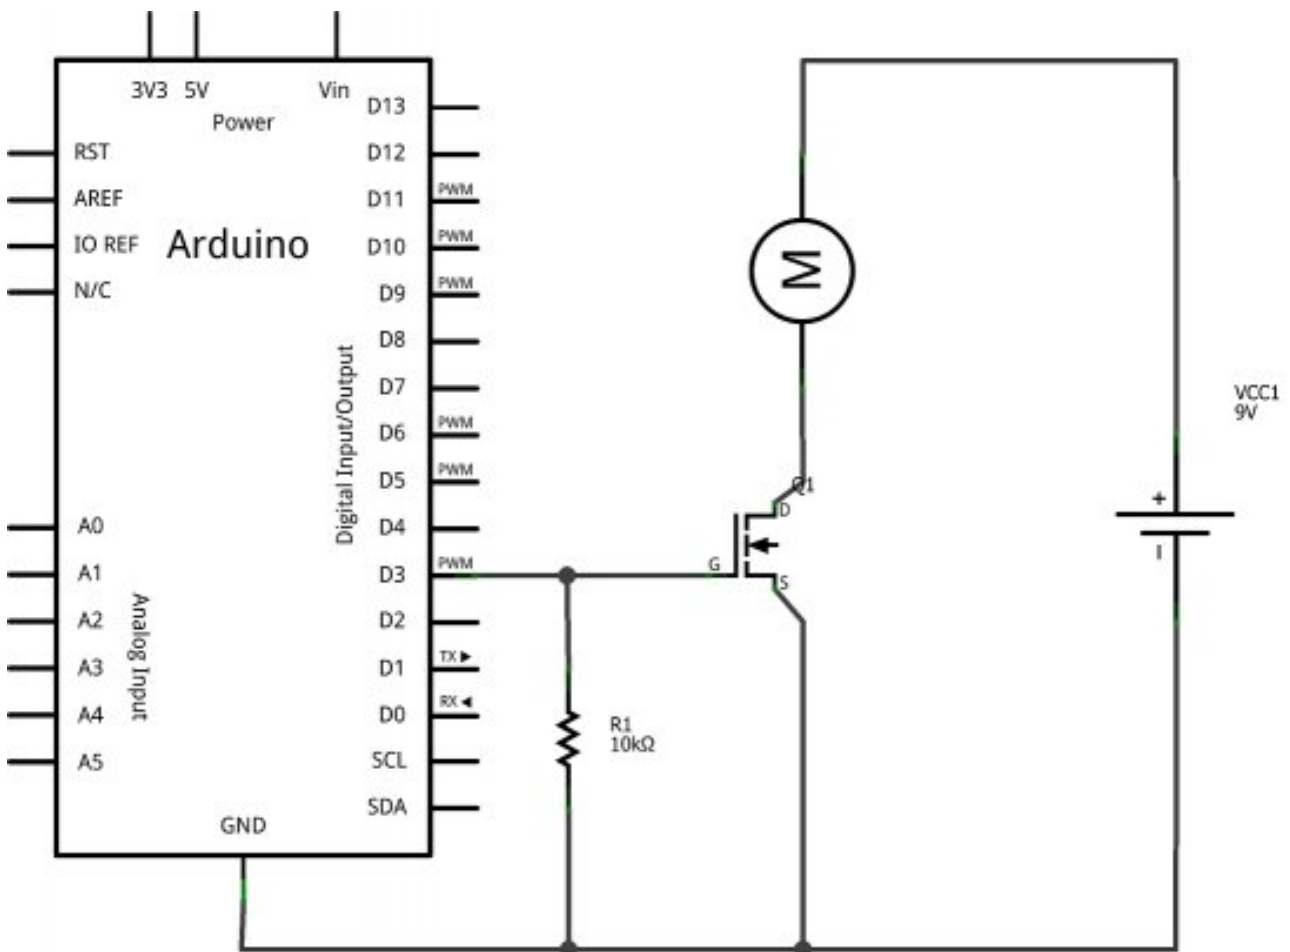 3V3 5V Vin
Power
D13
RST
D12
AREF
D11 PWM
IO REF
Arduino
D10 PWM
N/C
D9 PWM
D8
D7
D6 PWM
D5 PWM
D4
D3 PWM
D2
D1 TX
D0 RX
SCL
SDA
Digital Input/Output
A0
A1
A2
A3
A4
A5
Analog Input
GND
M
Q1
D
G
S
R1
10kΩ
VCC1
9V
+